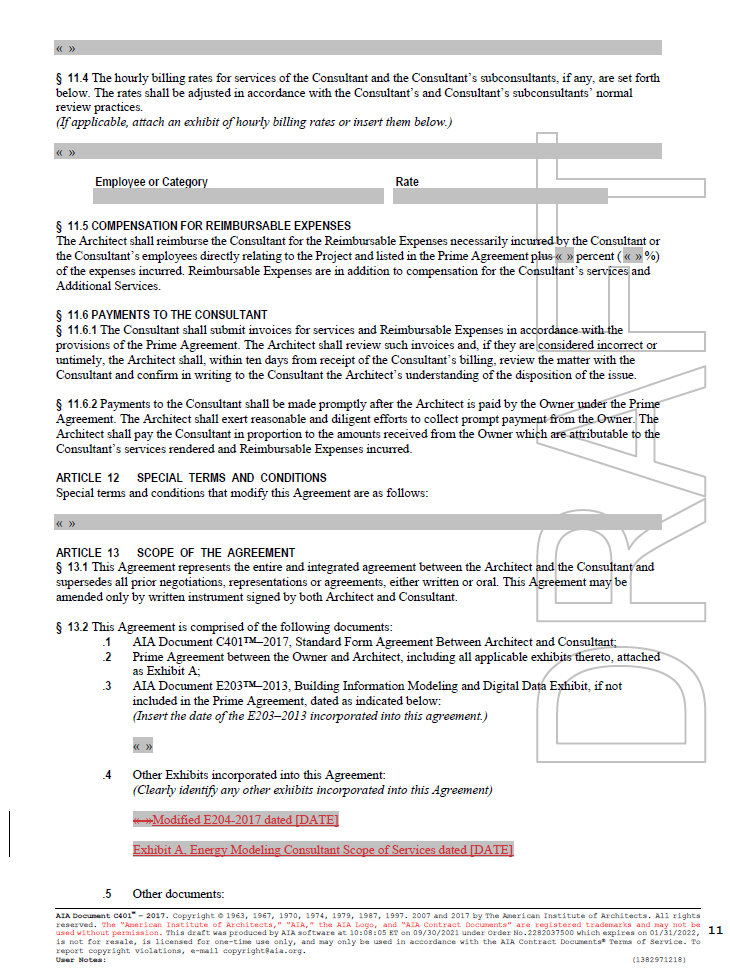 « »
§ 11.4 The hourly billing rates for services of the Consultant and the Consultant’s subconsultants, if any, are set forth
below. The rates shall be adjusted in accordance with the Consultant’s and Consultant’s subconsultants’ normal
review practices.
(If applicable, attach an exhibit of hourly billing rates or insert them below.)
« »
Employee or Category Rate
§ 11.5 COMPENSATION FOR REIMBURSABLE EXPENSES
The Architect shall reimburse the Consultant for the Reimbursable Expenses necessarily incurred by the Consultant or
the Consultant’s employees directly relating to the Project and listed in the Prime Agreement plus « » percent ( « » %)
of the expenses incurred. Reimbursable Expenses are in addition to compensation for the Consultant’s services and
Additional Services.
§ 11.6 PAYMENTS TO THE CONSULTANT
§ 11.6.1 The Consultant shall submit invoices for services and Reimbursable Expenses in accordance with the
provisions of the Prime Agreement. The Architect shall review such invoices and, if they are considered incorrect or
untimely, the Architect shall, within ten days from receipt of the Consultant’s billing, review the matter with the
Consultant and confirm in writing to the Consultant the Architect’s understanding of the disposition of the issue.
§ 11.6.2 Payments to the Consultant shall be made promptly after the Architect is paid by the Owner under the Prime
Agreement. The Architect shall exert reasonable and diligent efforts to collect prompt payment from the Owner. The
Architect shall pay the Consultant in proportion to the amounts received from the Owner which are attributable to the
Consultant’s services rendered and Reimbursable Expenses incurred.
ARTICLE 12 SPECIAL TERMS AND CONDITIONS
Special terms and conditions that modify this Agreement are as follows:
« »
ARTICLE 13 SCOPE OF THE AGREEMENT
§ 13.1 This Agreement represents the entire and integrated agreement between the Architect and the Consultant and
supersedes all prior negotiations, representations or agreements, either written or oral. This Agreement may be
amended only by written instrument signed by both Architect and Consultant.
§ 13.2 This Agreement is comprised of the following documents:
.1 AIA Document C401™–2017, Standard Form Agreement Between Architect and Consultant;
.2 Prime Agreement between the Owner and Architect, including all applicable exhibits thereto, attached
as Exhibit A;
.3 AIA Document E203™–2013, Building Information Modeling and Digital Data Exhibit, if not
included in the Prime Agreement, dated as indicated below:
(Insert the date of the E203–2013 incorporated into this agreement.)
« »
.4 Other Exhibits incorporated into this Agreement:
(Clearly identify any other exhibits incorporated into this Agreement)
« »Modified E204-2017 dated [DATE]
Exhibit A, Energy Modeling Consultant Scope of Services dated [DATE]
.5 Other documents:
AIA Document C401™ – 2017. Copyright © 1963, 1967, 1970, 1974, 1979, 1987, 1997. 2007 and 2017 by The American Institute of Architects. All rights
reserved. The “American Institute of Architects,” “AIA,” the AIA Logo, and “AIA Contract Documents” are registered trademarks and may not be
used without permission. This draft was produced by AIA software at 10:08:05 ET on 09/30/2021 under Order No.2282037500 which expires on 01/31/2022,
is not for resale, is licensed for one-time use only, and may only be used in accordance with the AIA Contract Documents® Terms of Service. To
report copyright violations, e-mail copyright@aia.org.
User Notes: (1382971218)
11
DRAFT